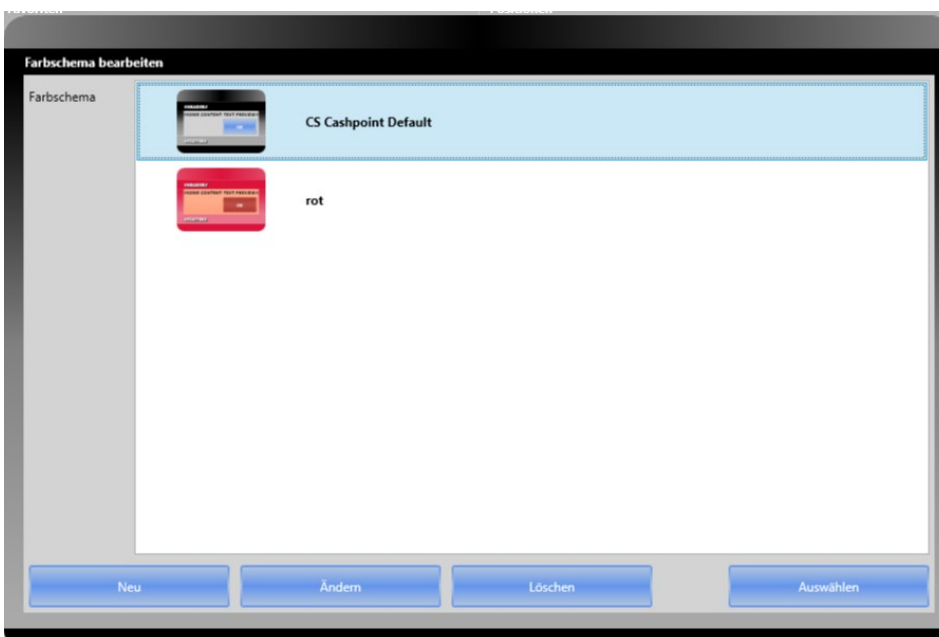 Farbschema bearbeiten
Farbschema
CS Cashpoint Default
rot
Neu
Ändern
Löschen
Auswählen